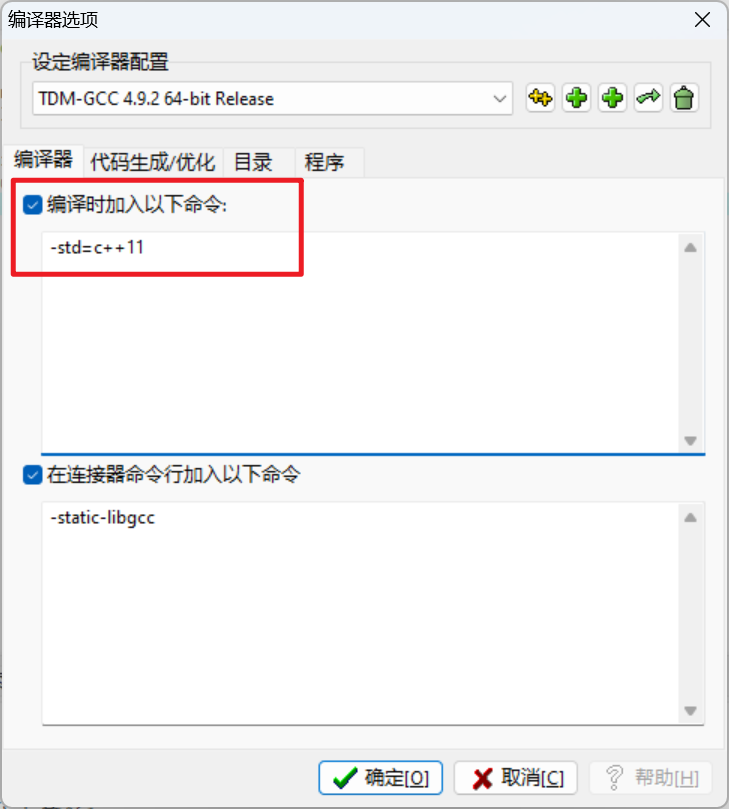 编译器选项
设定编译器配置
TDM-GCC 4.9.2 64-bit Release
编译器 代码生成/优化 目录 程序
编译时加入以下命令:
-std=c++11
在连接器命令行加入以下命令
-static-libgcc
确定[O] 取消[C] 帮助[H]